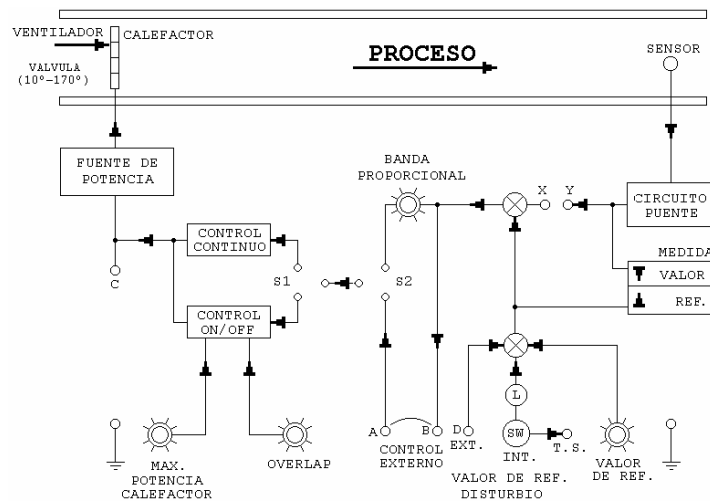 VENTILADOR
CALEFACTOR
VALVULA
(10°-170°)
PROCESO
SENSOR
FUENTE DE
POTENCIA
BANDA
PROPORCIONAL
X
Y
CIRCUITO
PUENTE
CONTROL
CONTINUO
MEDIDA
VALOR
REF.
C
S1
S2
CONTROL
ON/OFF
L
A
B
D
EXT.
SW
INT.
T.S.
CONTROL
EXTERNO
MAX.
POTENCIA
CALEFACTOR
OVERLAP
VALOR DE REF.
DISTURBIO
VALOR
DE REF.